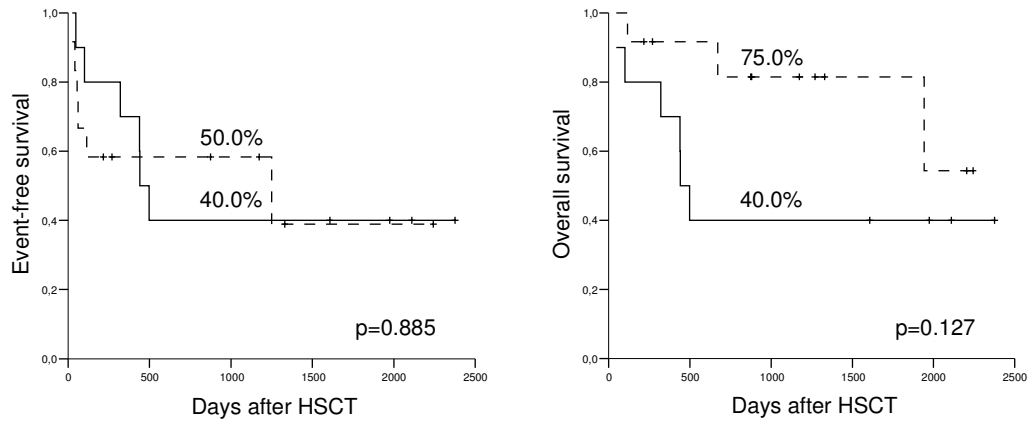 1,0
0,8
0,6
0,4
0,2
0,0
Event-free survival
50.0%
40.0%
p=0.885
0 500 1000 1500 2000 2500
Days after HSCT
1,0
0,8
0,6
0,4
0,2
0,0
Overall survival
75.0%
40.0%
p=0.127
0 500 1000 1500 2000 2500
Days after HSCT